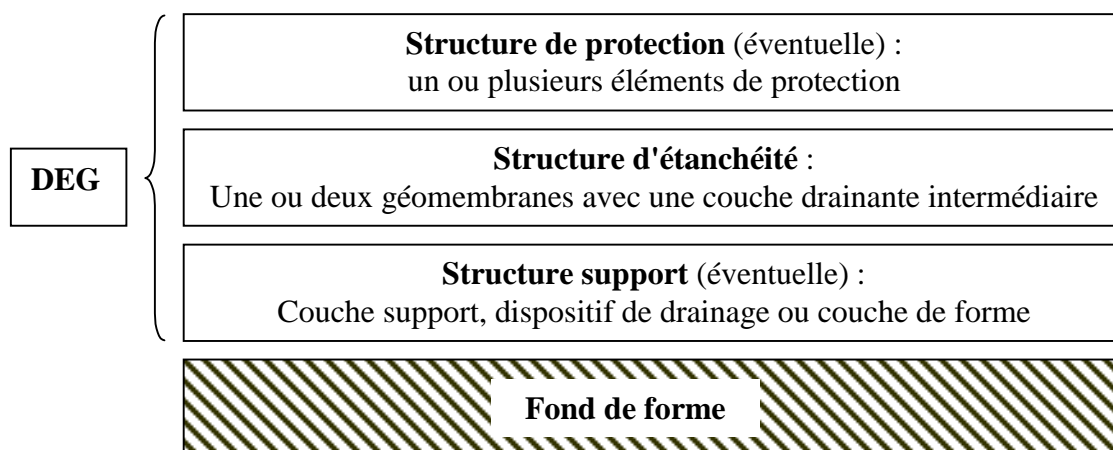 Structure de protection (éventuelle) :
un ou plusieurs éléments de protection
DEG
Structure d'étanchéité :
Une ou deux géomembranes avec une couche drainante intermédiaire
Structure support (éventuelle) :
Couche support, dispositif de drainage ou couche de forme
Fond de forme